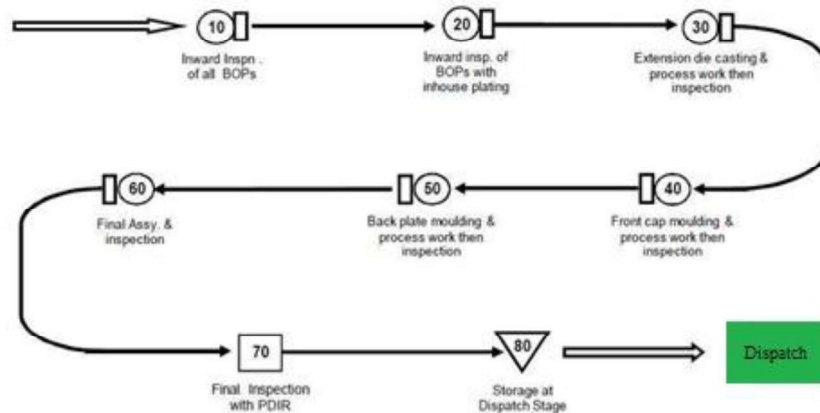 10
Inward Inspn .
of all BOPs
20
Inward insp. of
BOPs with
inhouse plating
30
Extension die casting &
process work then
inspection
40
Front cap moulding &
process work then
inspection
50
Back plate moulding &
process work then
inspection
60
Final Assy. &
inspection
70
Final Inspection
with PDIR
80
Storage at
Dispatch Stage
Dispatch